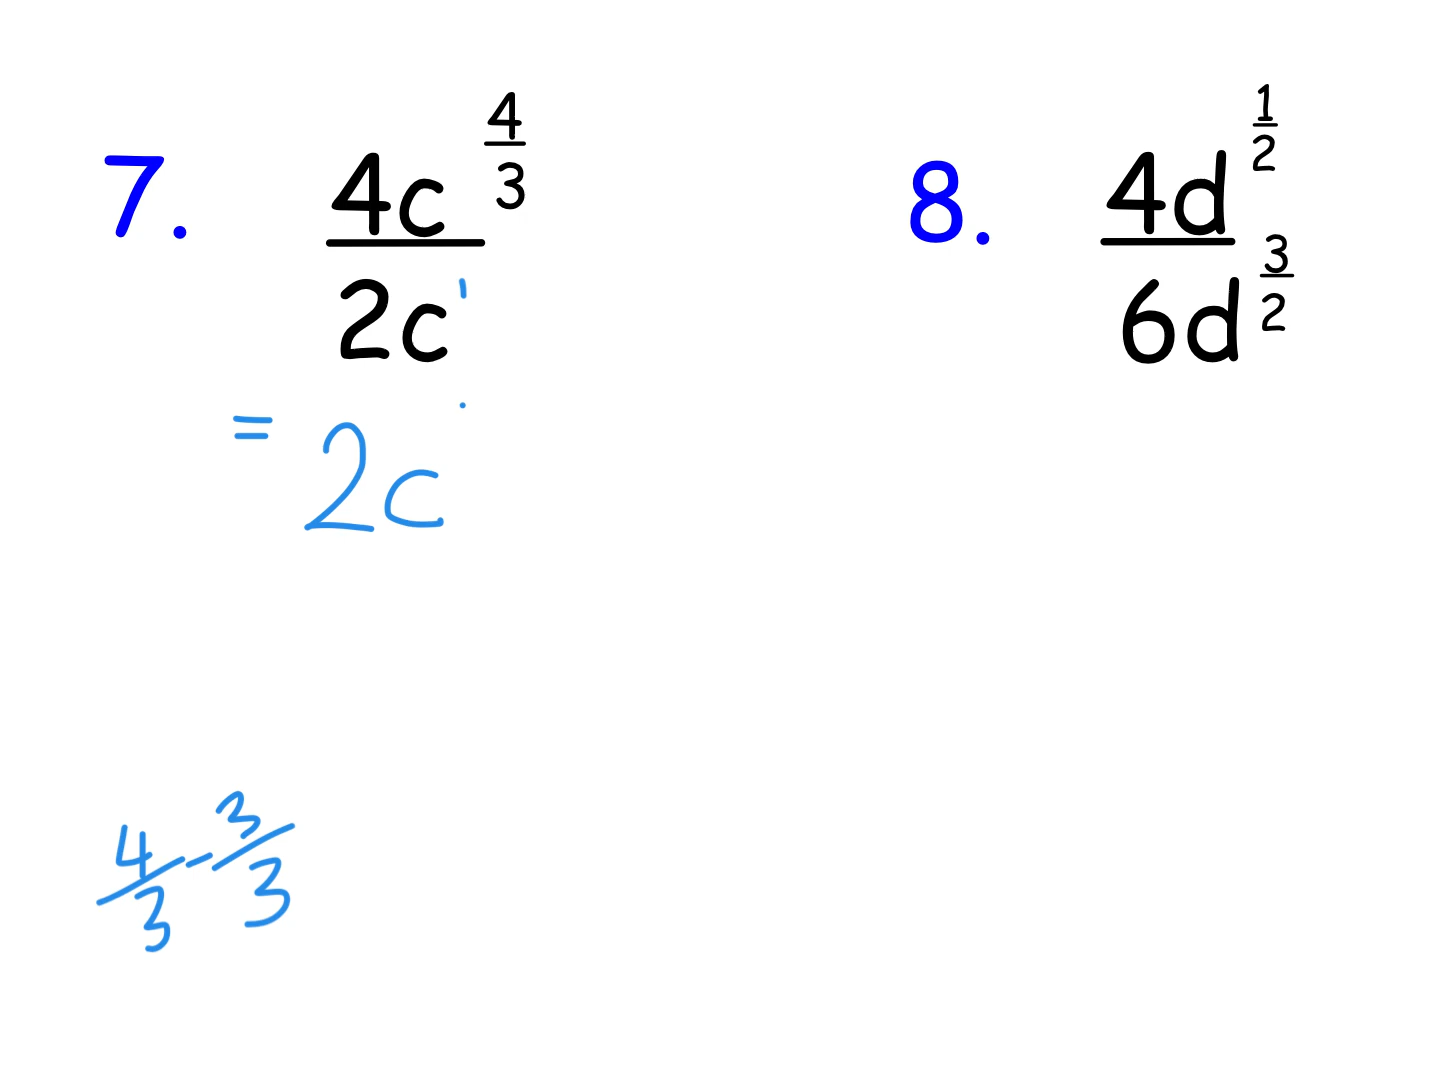 7. 4c^(4/3) / 2c^1
= 2c
4/3 - 3/3
8. 4d^(1/2) / 6d^(3/2)